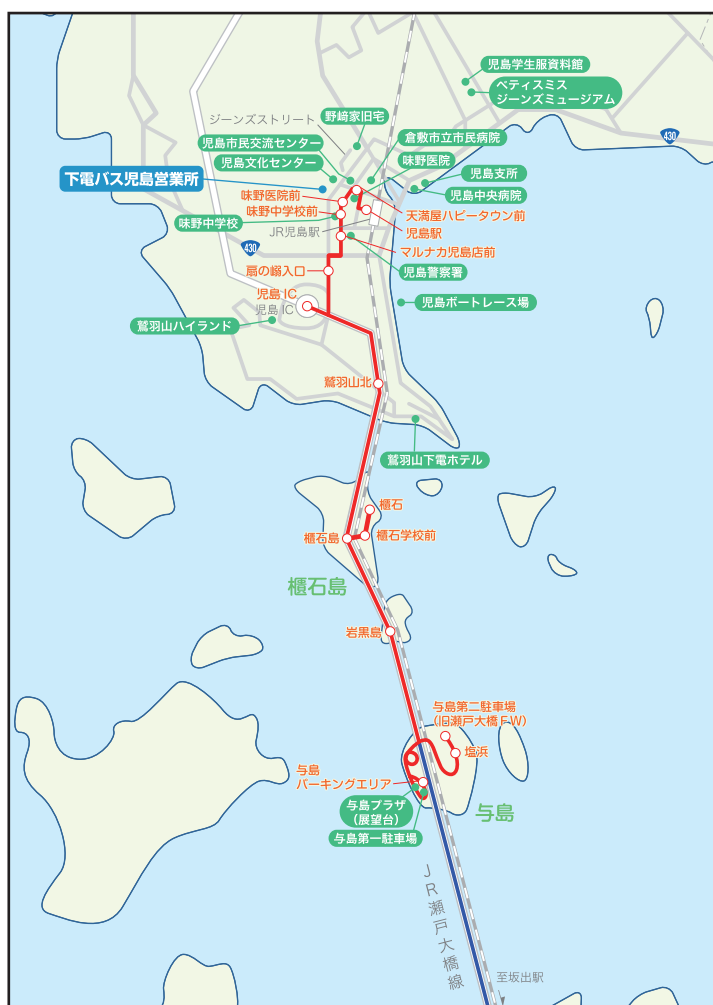 児島学生服資料館
ベティスミス
ジーンズミュージアム
野﨑家旧宅
ジーンズストリート
430
児島市民交流センター
倉敷市立市民病院
児島文化センター
味野医院
下電バス児島営業所
児島支所
味野医院前
児島中央病院
味野中学校前
天満屋ハピータウン前
味野中学校
JR児島駅
児島駅
430
マルナカ児島店前
扇の嵶入口
児島警察署
児島IC
児島IC
児島ボートレース場
鷲羽山ハイランド
鷲羽山北
鷲羽山下電ホテル
櫃石
櫃石島
櫃石学校前
櫃石島
岩黒島
与島第二駐車場
(旧瀬戸大橋FW)
塩浜
与島
パーキングエリア
与島プラザ
(展望台)
与島
与島第一駐車場
JR瀬戸大橋線
至坂出駅